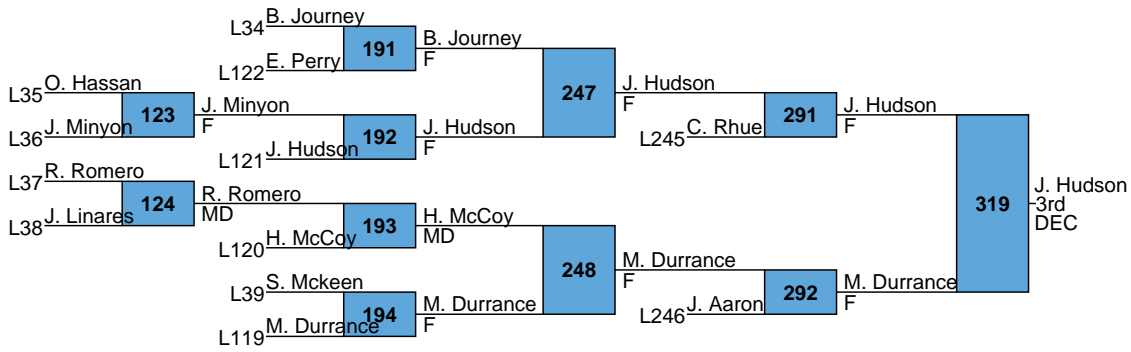 L34 B. Journey
191
B. Journey
F
L122 E. Perry
L35 O. Hassan
123
J. Minyon
F
L36 J. Minyon
192
J. Hudson
F
L121 J. Hudson
247
J. Hudson
F
L245 C. Rhue
291
J. Hudson
F
L37 R. Romero
124
R. Romero
MD
L38 J. Linares
193
H. McCoy
MD
L120 H. McCoy
248
M. Durrance
F
L39 S. Mckeen
194
M. Durrance
F
L119 M. Durrance
L246 J. Aaron
292
M. Durrance
F
319
J. Hudson
3rd
DEC